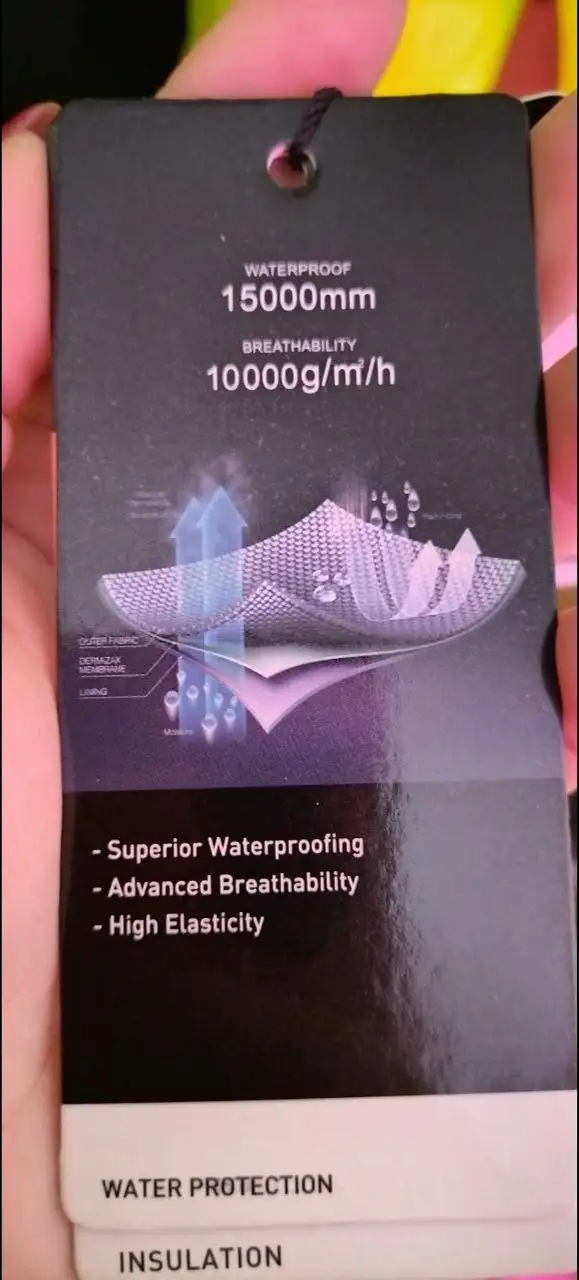 WATERPROOF
15000mm
BREATHABILITY
10000g/m²/h
OUTER FABRIC
DERMIZAX
MEMBRANE
LINING
Moisture
- Superior Waterproofing
- Advanced Breathability
- High Elasticity
WATER PROTECTION
INSULATION